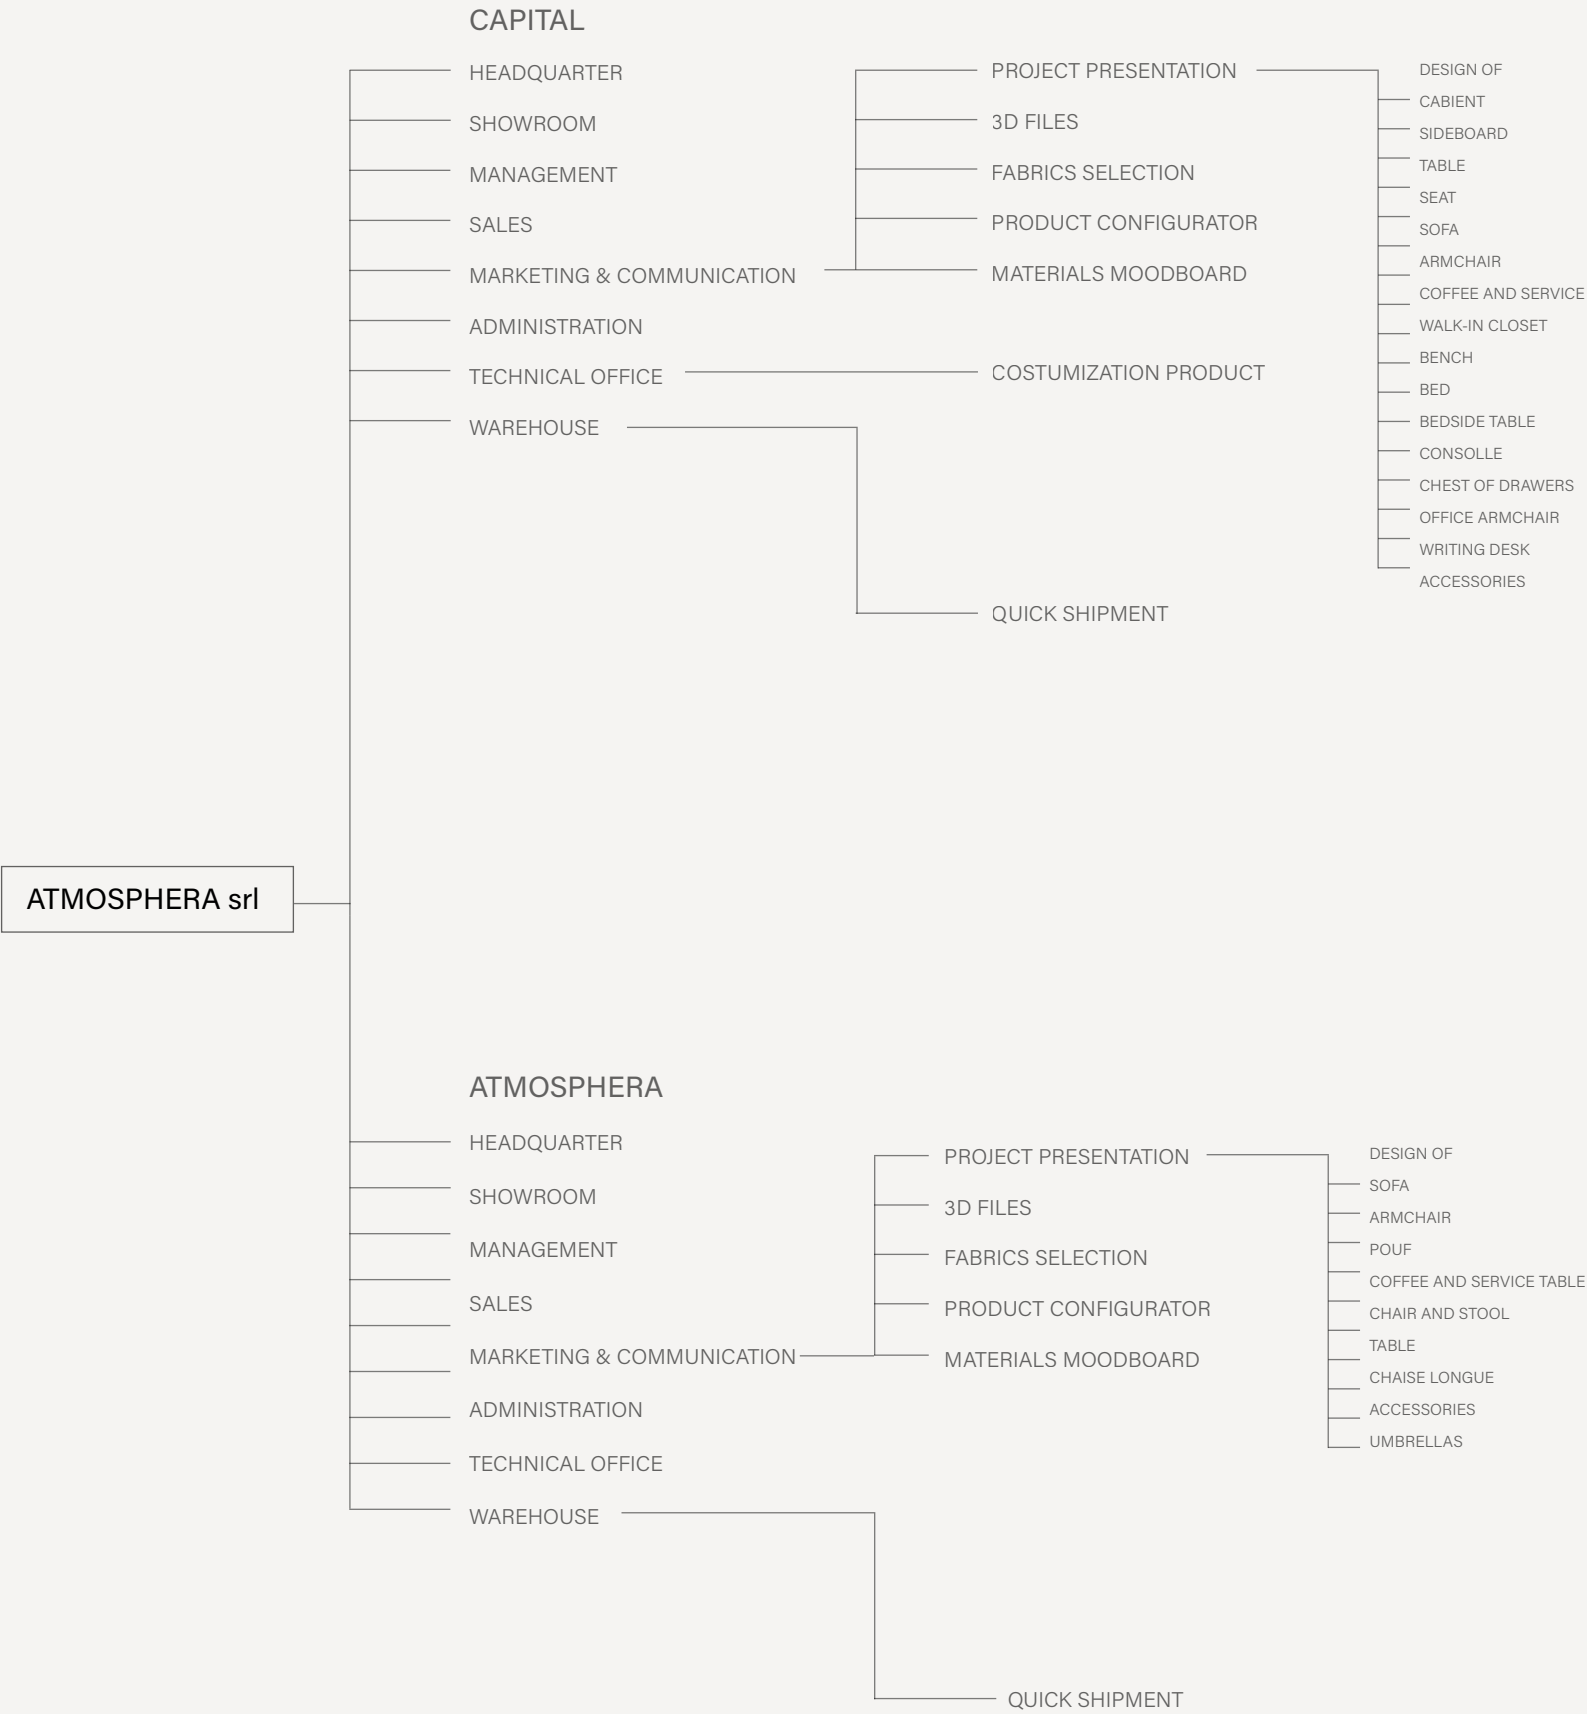 CAPITAL
HEADQUARTER
SHOWROOM
MANAGEMENT
SALES
MARKETING & COMMUNICATION
ADMINISTRATION
TECHNICAL OFFICE
WAREHOUSE
PROJECT PRESENTATION
3D FILES
FABRICS SELECTION
PRODUCT CONFIGURATOR
MATERIALS MOODBOARD
COSTUMIZATION PRODUCT
QUICK SHIPMENT
DESIGN OF
CABIENT
SIDEBOARD
TABLE
SEAT
SOFA
ARMCHAIR
COFFEE AND SERVICE
WALK-IN CLOSET
BENCH
BED
BEDSIDE TABLE
CONSOLLE
CHEST OF DRAWERS
OFFICE ARMCHAIR
WRITING DESK
ACCESSORIES
ATMOSPHERA srl
ATMOSPHERA
HEADQUARTER
SHOWROOM
MANAGEMENT
SALES
MARKETING & COMMUNICATION
ADMINISTRATION
TECHNICAL OFFICE
WAREHOUSE
PROJECT PRESENTATION
3D FILES
FABRICS SELECTION
PRODUCT CONFIGURATOR
MATERIALS MOODBOARD
QUICK SHIPMENT
DESIGN OF
SOFA
ARMCHAIR
POUF
COFFEE AND SERVICE TABLE
CHAIR AND STOOL
TABLE
CHAISE LONGUE
ACCESSORIES
UMBRELLAS